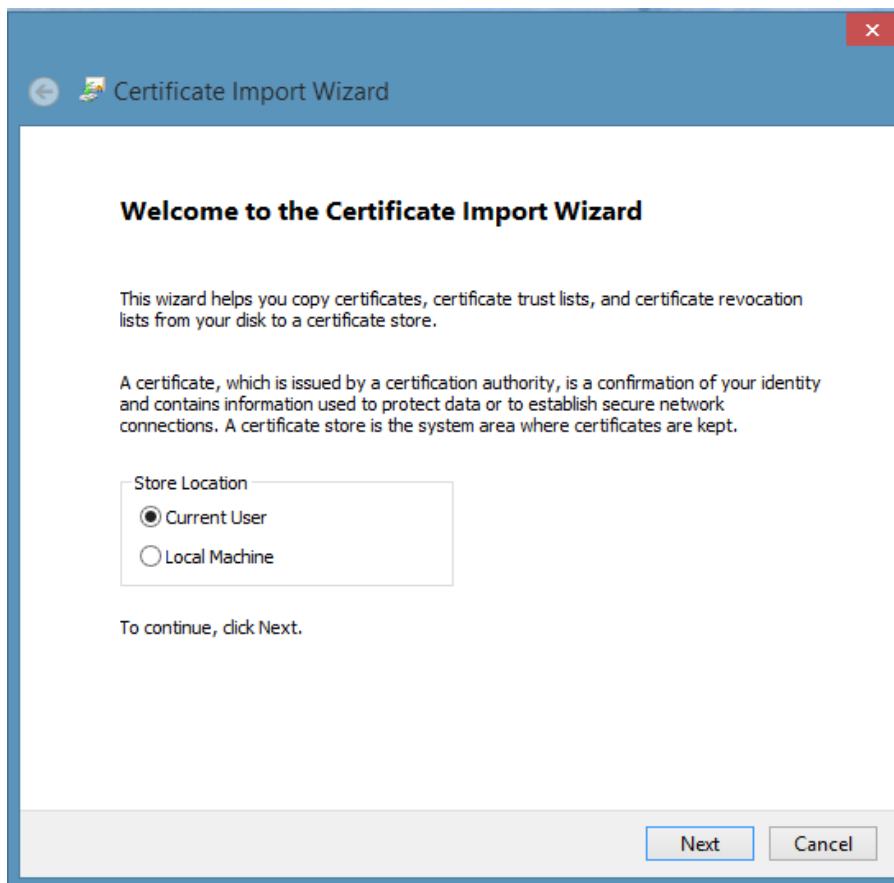 Certificate Import Wizard
Welcome to the Certificate Import Wizard
This wizard helps you copy certificates, certificate trust lists, and certificate revocation
lists from your disk to a certificate store.
A certificate, which is issued by a certification authority, is a confirmation of your identity
and contains information used to protect data or to establish secure network
connections. A certificate store is the system area where certificates are kept.
Store Location
Current User
Local Machine
To continue, click Next.
Next Cancel